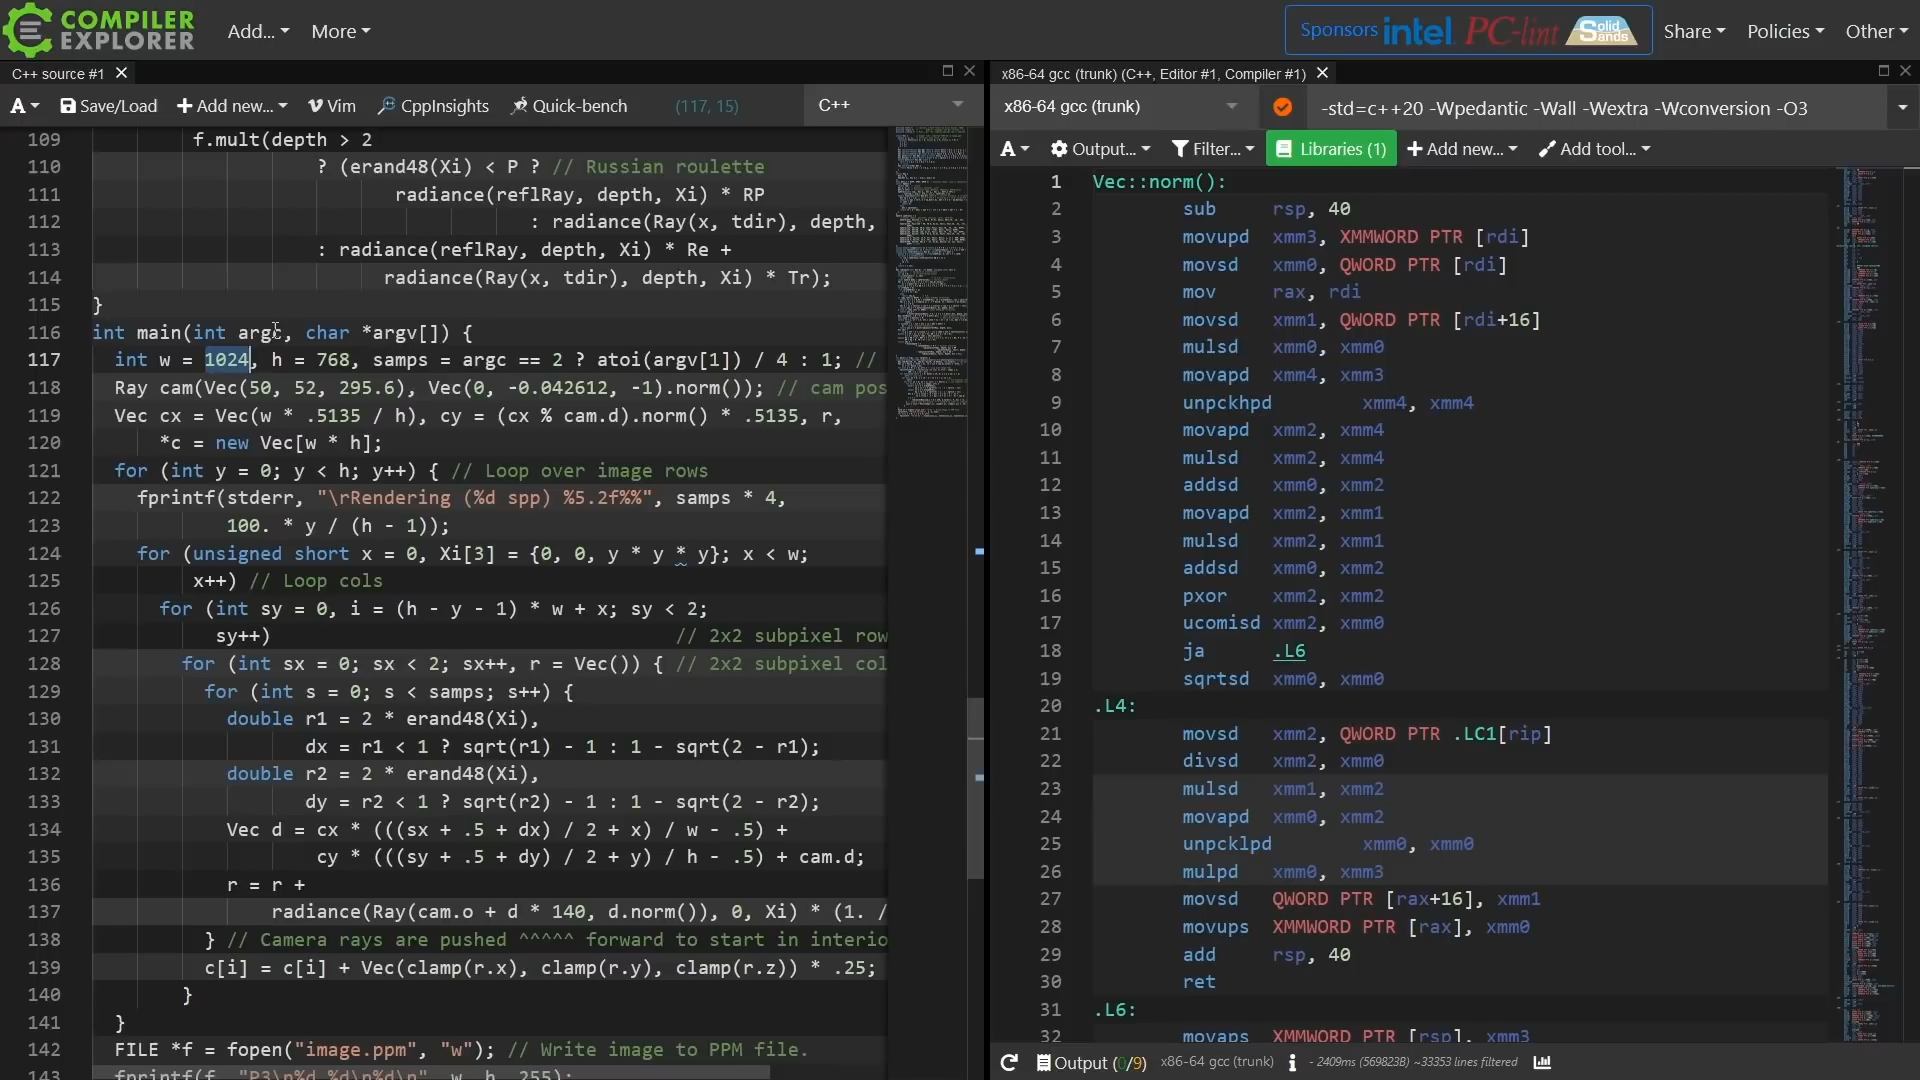 COMPILER EXPLORER
Add... More
Sponsors intel PC-lint Solid Sands Share Policies Other
C++ source #1
A Save/Load Add new... Vim CppInsights Quick-bench (117, 15) C++
109 f.mult(depth > 2
110 ? (erand48(Xi) < P ? // Russian roulette
111 radiance(reflRay, depth, Xi) * RP
112 : radiance(Ray(x, tdir), depth,
113 : radiance(reflRay, depth, Xi) * Re +
114 radiance(Ray(x, tdir), depth, Xi) * Tr);
115 }
116 int main(int argc, char *argv[]) {
117 int w = 1024, h = 768, samps = argc == 2 ? atoi(argv[1]) / 4 : 1; //
118 Ray cam(Vec(50, 52, 295.6), Vec(0, -0.042612, -1).norm()); // cam pos
119 Vec cx = Vec(w * .5135 / h), cy = (cx % cam.d).norm() * .5135, r,
120 *c = new Vec[w * h];
121 for (int y = 0; y < h; y++) { // Loop over image rows
122 fprintf(stderr, "\rRendering (%d spp) %5.2f%%", samps * 4,
123 100. * y / (h - 1));
124 for (unsigned short x = 0, Xi[3] = {0, 0, y * y * y}; x < w;
125 x++) // Loop cols
126 for (int sy = 0, i = (h - y - 1) * w + x; sy < 2;
127 sy++) // 2x2 subpixel row
128 for (int sx = 0; sx < 2; sx++, r = Vec()) { // 2x2 subpixel col
129 for (int s = 0; s < samps; s++) {
130 double r1 = 2 * erand48(Xi),
131 dx = r1 < 1 ? sqrt(r1) - 1 : 1 - sqrt(2 - r1);
132 double r2 = 2 * erand48(Xi),
133 dy = r2 < 1 ? sqrt(r2) - 1 : 1 - sqrt(2 - r2);
134 Vec d = cx * (((sx + .5 + dx) / 2 + x) / w - .5) +
135 cy * (((sy + .5 + dy) / 2 + y) / h - .5) + cam.d;
136 r = r +
137 radiance(Ray(cam.o + d * 140, d.norm()), 0, Xi) * (1. /
138 } // Camera rays are pushed ^^^^^ forward to start in interio
139 c[i] = c[i] + Vec(clamp(r.x), clamp(r.y), clamp(r.z)) * .25;
140 }
141 }
142 FILE *f = fopen("image.ppm", "w"); // Write image to PPM file.
143 fprintf(f, "P3\n%d %d\n%d\n", w, h, 255);
x86-64 gcc (trunk) (C++, Editor #1, Compiler #1)
x86-64 gcc (trunk) -std=c++20 -Wpedantic -Wall -Wextra -Wconversion -O3
A Output... Filter... Libraries (1) Add new... Add tool...
1 Vec::norm():
2 sub rsp, 40
3 movupd xmm3, XMMWORD PTR [rdi]
4 movsd xmm0, QWORD PTR [rdi]
5 mov rax, rdi
6 movsd xmm1, QWORD PTR [rdi+16]
7 mulsd xmm0, xmm0
8 movapd xmm4, xmm3
9 unpckhpd xmm4, xmm4
10 movapd xmm2, xmm4
11 mulsd xmm2, xmm4
12 addsd xmm0, xmm2
13 movapd xmm2, xmm1
14 mulsd xmm2, xmm1
15 addsd xmm0, xmm2
16 pxor xmm2, xmm2
17 ucomisd xmm2, xmm0
18 ja .L6
19 sqrtsd xmm0, xmm0
20 .L4:
21 movsd xmm2, QWORD PTR .LC1[rip]
22 divsd xmm2, xmm0
23 mulsd xmm1, xmm2
24 movapd xmm0, xmm2
25 unpcklpd xmm0, xmm0
26 mulpd xmm0, xmm3
27 movsd QWORD PTR [rax+16], xmm1
28 movups XMMWORD PTR [rax], xmm0
29 add rsp, 40
30 ret
31 .L6:
32 movaps XMMWORD PTR [rsp], xmm3
Output (0/9) x86-64 gcc (trunk) i - 2409ms (569823B) ~33353 lines filtered